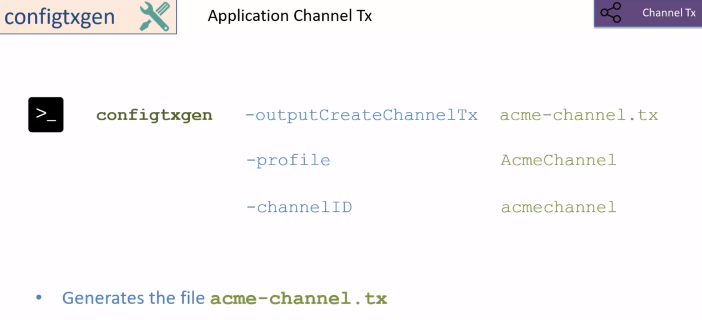 configtxgen
Application Channel Tx
Channel Tx
>_ configtxgen -outputCreateChannelTx acme-channel.tx
-profile AcmeChannel
-channelID acmechannel
• Generates the file acme-channel.tx